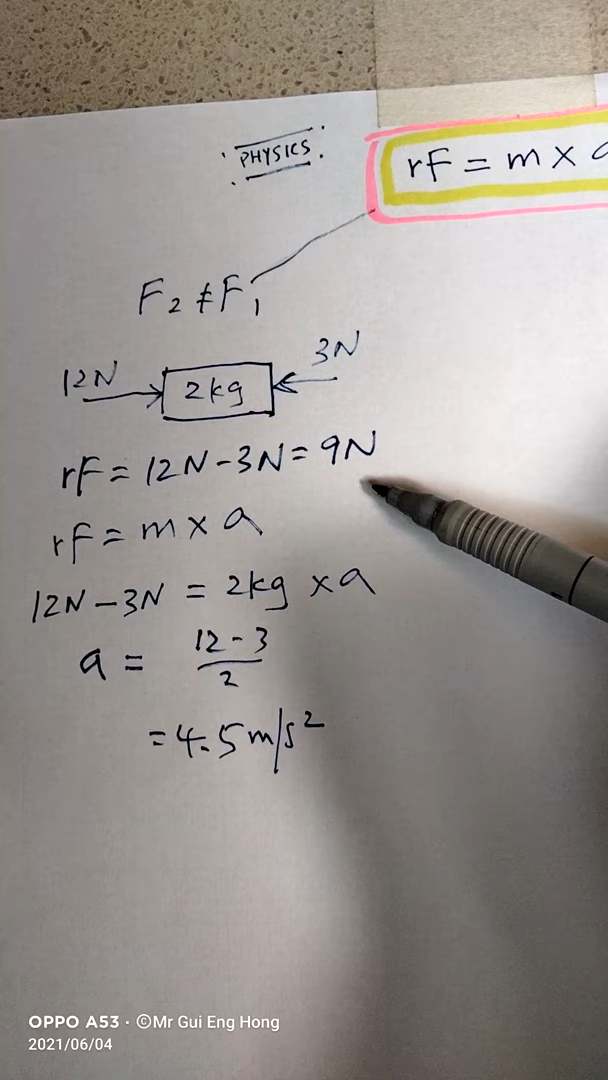 PHYSICS
rF = m x a
F₂ ≠ F₁
12N 2kg 3N
rF = 12N - 3N = 9N
rF = m x a
12N - 3N = 2kg x a
a = 12 - 3 / 2
= 4.5 m/s²
OPPO A53 · ©Mr Gui Eng Hong
2021/06/04